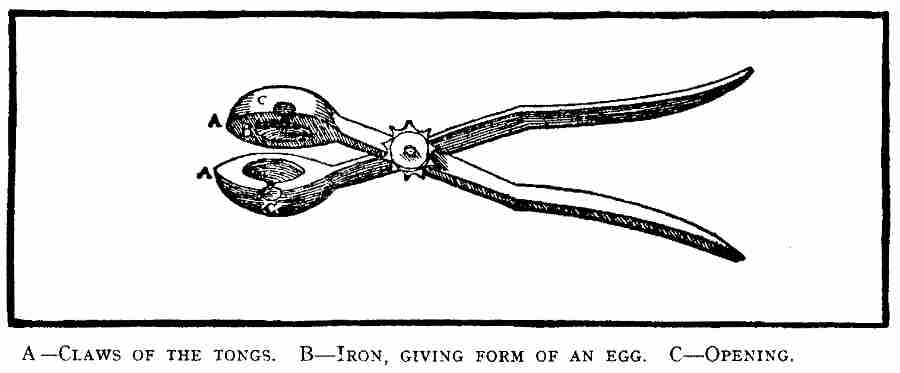 C
A
B
A
A—CLAWS OF THE TONGS. B—IRON, GIVING FORM OF AN EGG. C—OPENING.